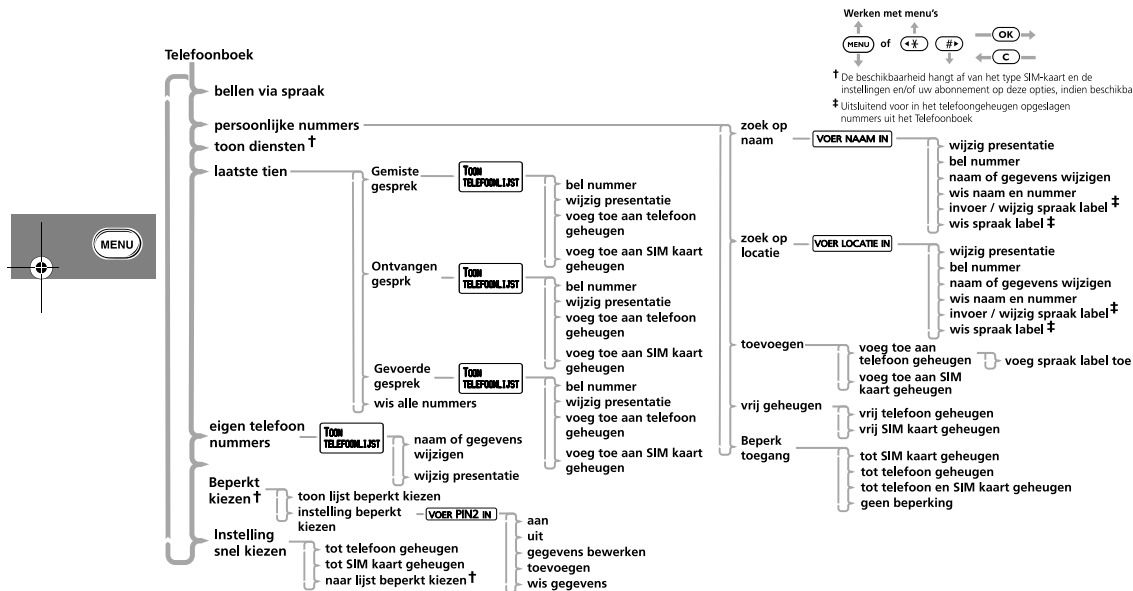 Werken met menu's
MENU of * # OK
C
† De beschikbaarheid hangt af van het type SIM-kaart en de
instellingen en/of uw abonnement op deze opties, indien beschikba
‡ Uitsluitend voor in het telefoongeheugen opgeslagen
nummers uit het Telefoonboek
MENU
Telefoonboek
bellen via spraak
persoonlijke nummers
toon diensten †
laatste tien
Gemiste
gesprek
TOON
TELEFOONLIJST
bel nummer
wijzig presentatie
voeg toe aan telefoon
geheugen
voeg toe aan SIM kaart
geheugen
Ontvangen
gesprk
TOON
TELEFOONLIJST
bel nummer
wijzig presentatie
voeg toe aan telefoon
geheugen
voeg toe aan SIM kaart
geheugen
Gevoerde
gesprek
TOON
TELEFOONLIJST
bel nummer
wijzig presentatie
voeg toe aan telefoon
geheugen
voeg toe aan SIM kaart
geheugen
wis alle nummers
eigen telefoon
nummers
TOON
TELEFOONLIJST
naam of gegevens
wijzigen
wijzig presentatie
Beperkt
kiezen †
toon lijst beperkt kiezen
instelling beperkt
kiezen
VOER PIN2 IN
aan
uit
gegevens bewerken
toevoegen
wis gegevens
Instelling
snel kiezen
tot telefoon geheugen
tot SIM kaart geheugen
naar lijst beperkt kiezen †
zoek op
naam
VOER NAAM IN
wijzig presentatie
bel nummer
naam of gegevens wijzigen
wis naam en nummer
invoer / wijzig spraak label ‡
wis spraak label ‡
zoek op
locatie
VOER LOCATIE IN
wijzig presentatie
bel nummer
naam of gegevens wijzigen
wis naam en nummer
invoer / wijzig spraak label ‡
wis spraak label ‡
toevoegen
voeg toe aan
telefoon geheugen
voeg spraak label toe
voeg toe aan SIM
kaart geheugen
vrij geheugen
vrij telefoon geheugen
vrij SIM kaart geheugen
Beperk
toegang
tot SIM kaart geheugen
tot telefoon geheugen
tot telefoon en SIM kaart geheugen
geen beperking